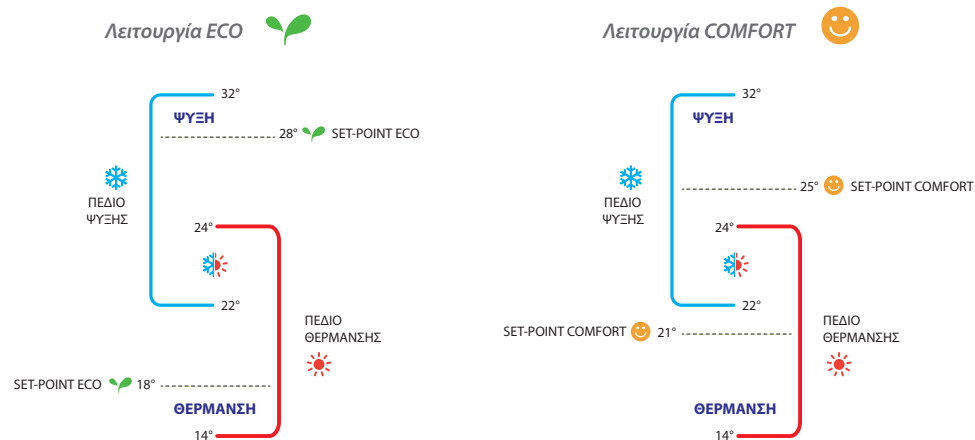 Λειτουργία ECO
32°
ΨΥΞΗ
28° SET-POINT ECO
ΠΕΔΙΟ
ΨΥΞΗΣ
24°
22°
ΠΕΔΙΟ
ΘΕΡΜΑΝΣΗΣ
SET-POINT ECO 18°
ΘΕΡΜΑΝΣΗ
14°
Λειτουργία COMFORT
32°
ΨΥΞΗ
25° SET-POINT COMFORT
ΠΕΔΙΟ
ΨΥΞΗΣ
24°
22°
SET-POINT COMFORT 21°
ΠΕΔΙΟ
ΘΕΡΜΑΝΣΗΣ
ΘΕΡΜΑΝΣΗ
14°